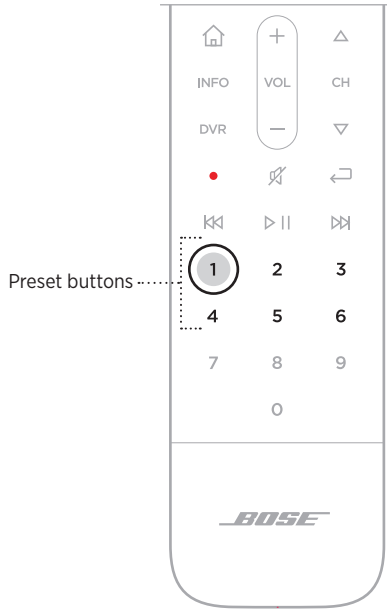 INFO VOL CH
DVR
Preset buttons
1 2 3
4 5 6
7 8 9
0
BOSE